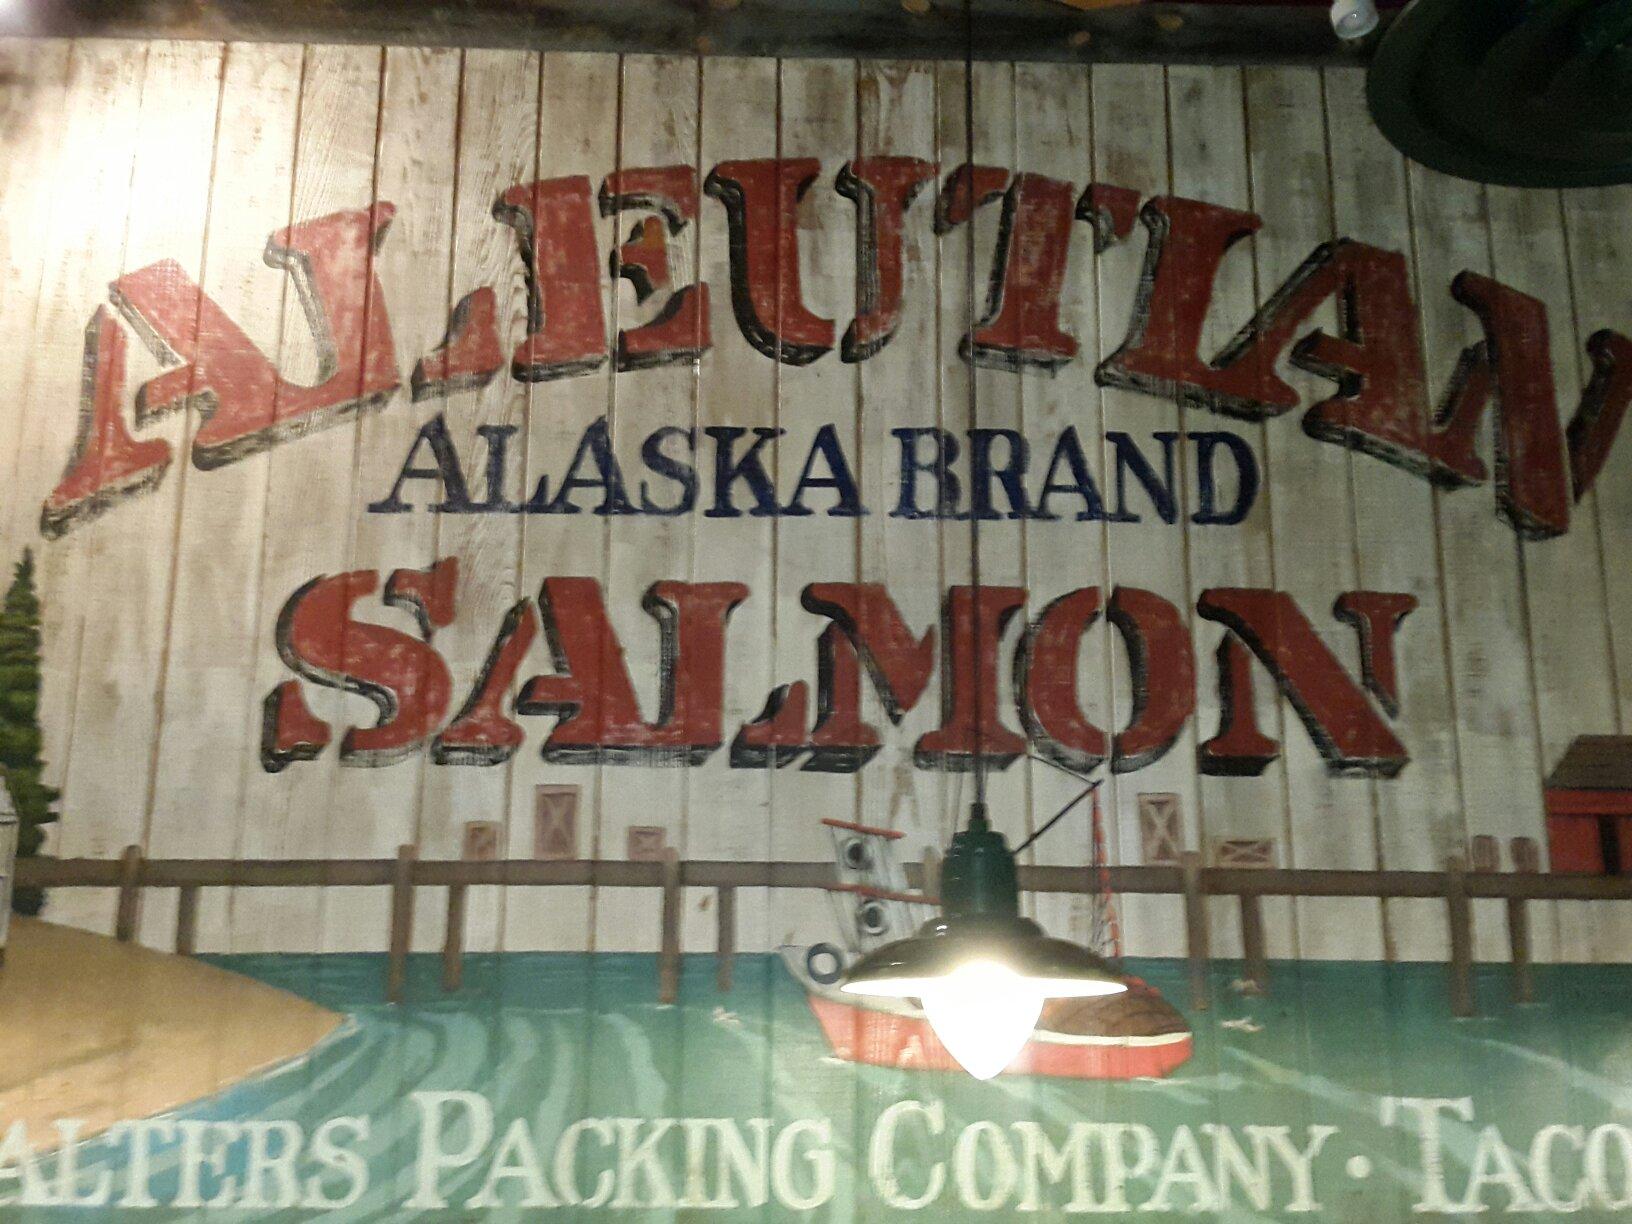 ALEUTIAN
ALASKA BRAND
SALMON
ALTERS PACKING COMPANY · TACO